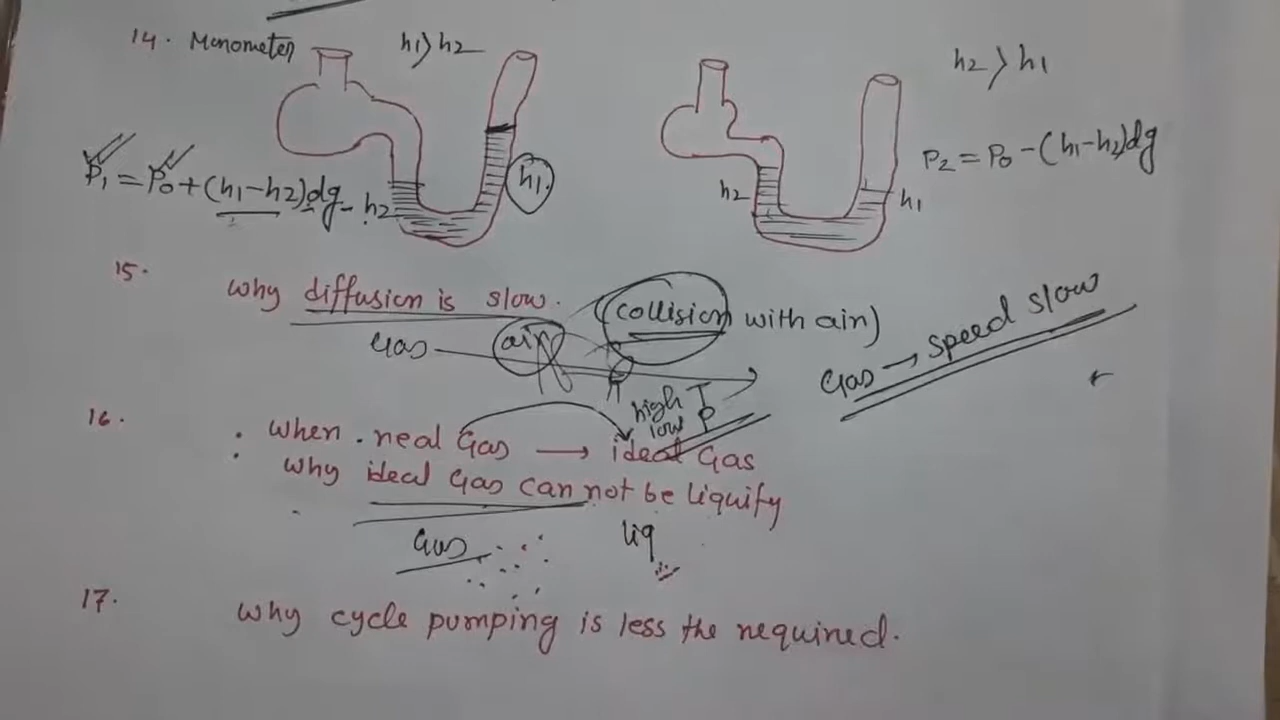 14. Manometer
h1>h2
h2>h1
P1 = P0 + (h1-h2)dg
h2
h1.
h2
h1
P2 = P0 - (h1-h2)dg
15.
why diffusion is slow.
(collision with air)
Gas
air
Gas → speed slow
high T
low P
16.
: when . real Gas → ideal Gas
: why ideal Gas can not be liquify
Gas
liq
17.
why cycle pumping is less the required.